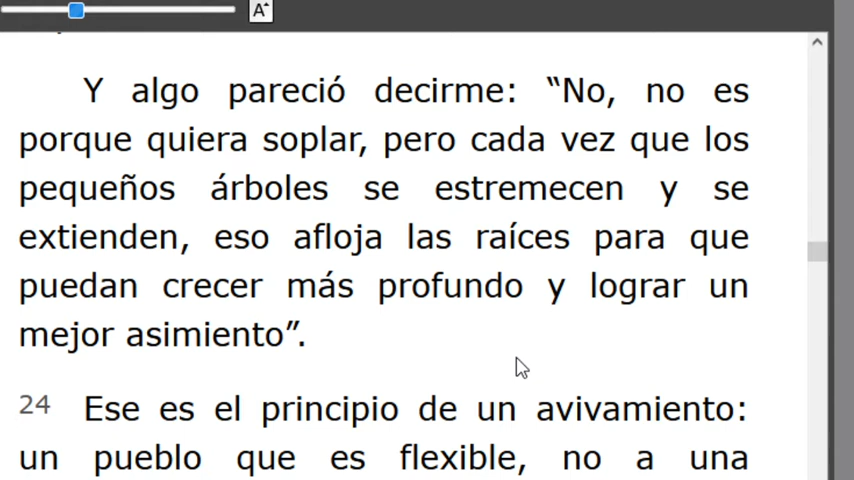 A
Y algo pareció decirme: “No, no es
porque quiera soplar, pero cada vez que los
pequeños árboles se estremecen y se
extienden, eso afloja las raíces para que
puedan crecer más profundo y lograr un
mejor asimiento”.
24 Ese es el principio de un avivamiento:
un pueblo que es flexible, no a una